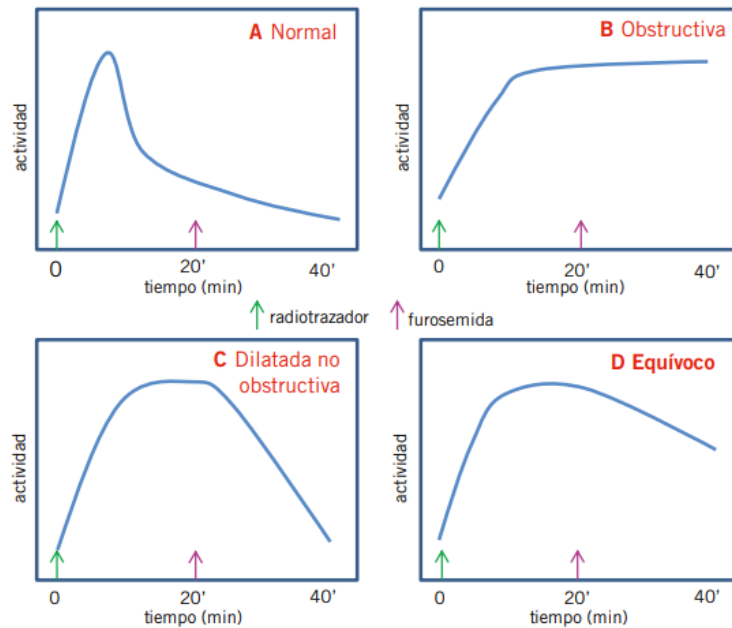 A Normal
actividad
0
20'
40'
tiempo (min)
B Obstructiva
actividad
0
20'
40'
tiempo (min)
radiotrazador
furosemida
C Dilatada no
obstructiva
actividad
0
20'
40'
tiempo (min)
D Equívoco
actividad
0
20'
40'
tiempo (min)